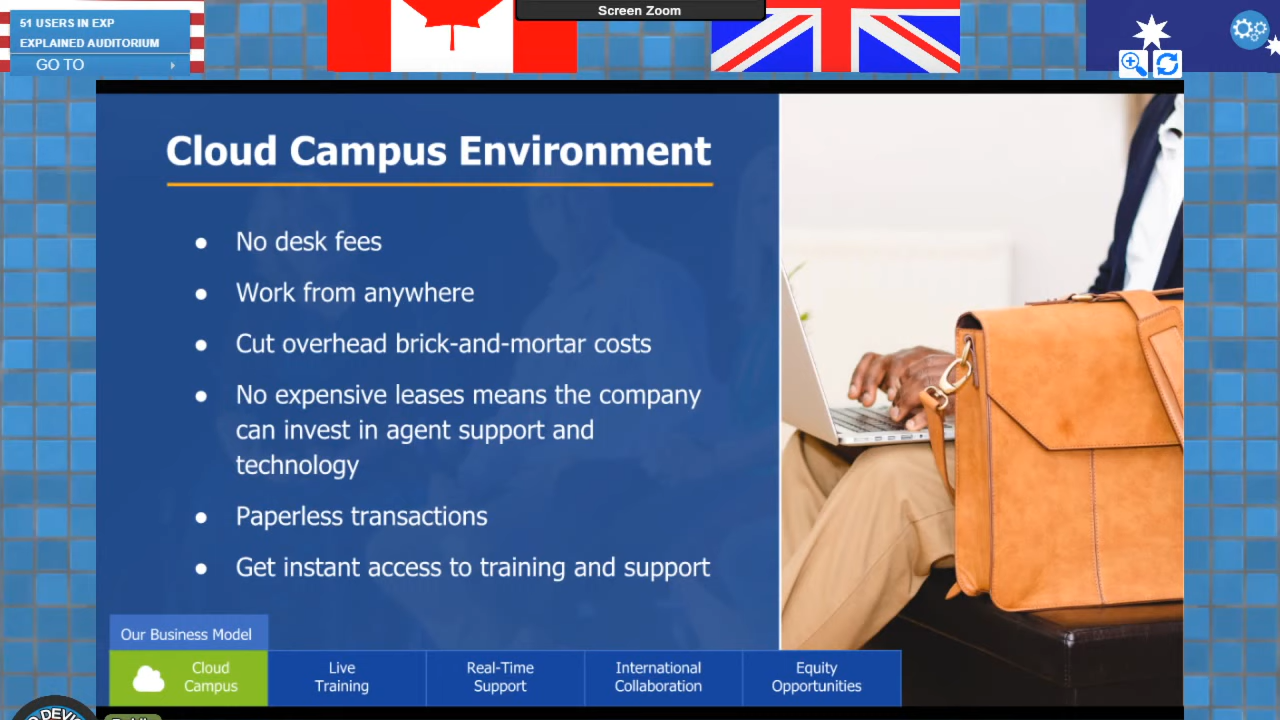 51 USERS IN EXP
EXPLAINED AUDITORIUM
GO TO
Screen Zoom
Cloud Campus Environment
● No desk fees
● Work from anywhere
● Cut overhead brick-and-mortar costs
● No expensive leases means the company
can invest in agent support and
technology
● Paperless transactions
● Get instant access to training and support
Our Business Model
Cloud
Campus
Live
Training
Real-Time
Support
International
Collaboration
Equity
Opportunities